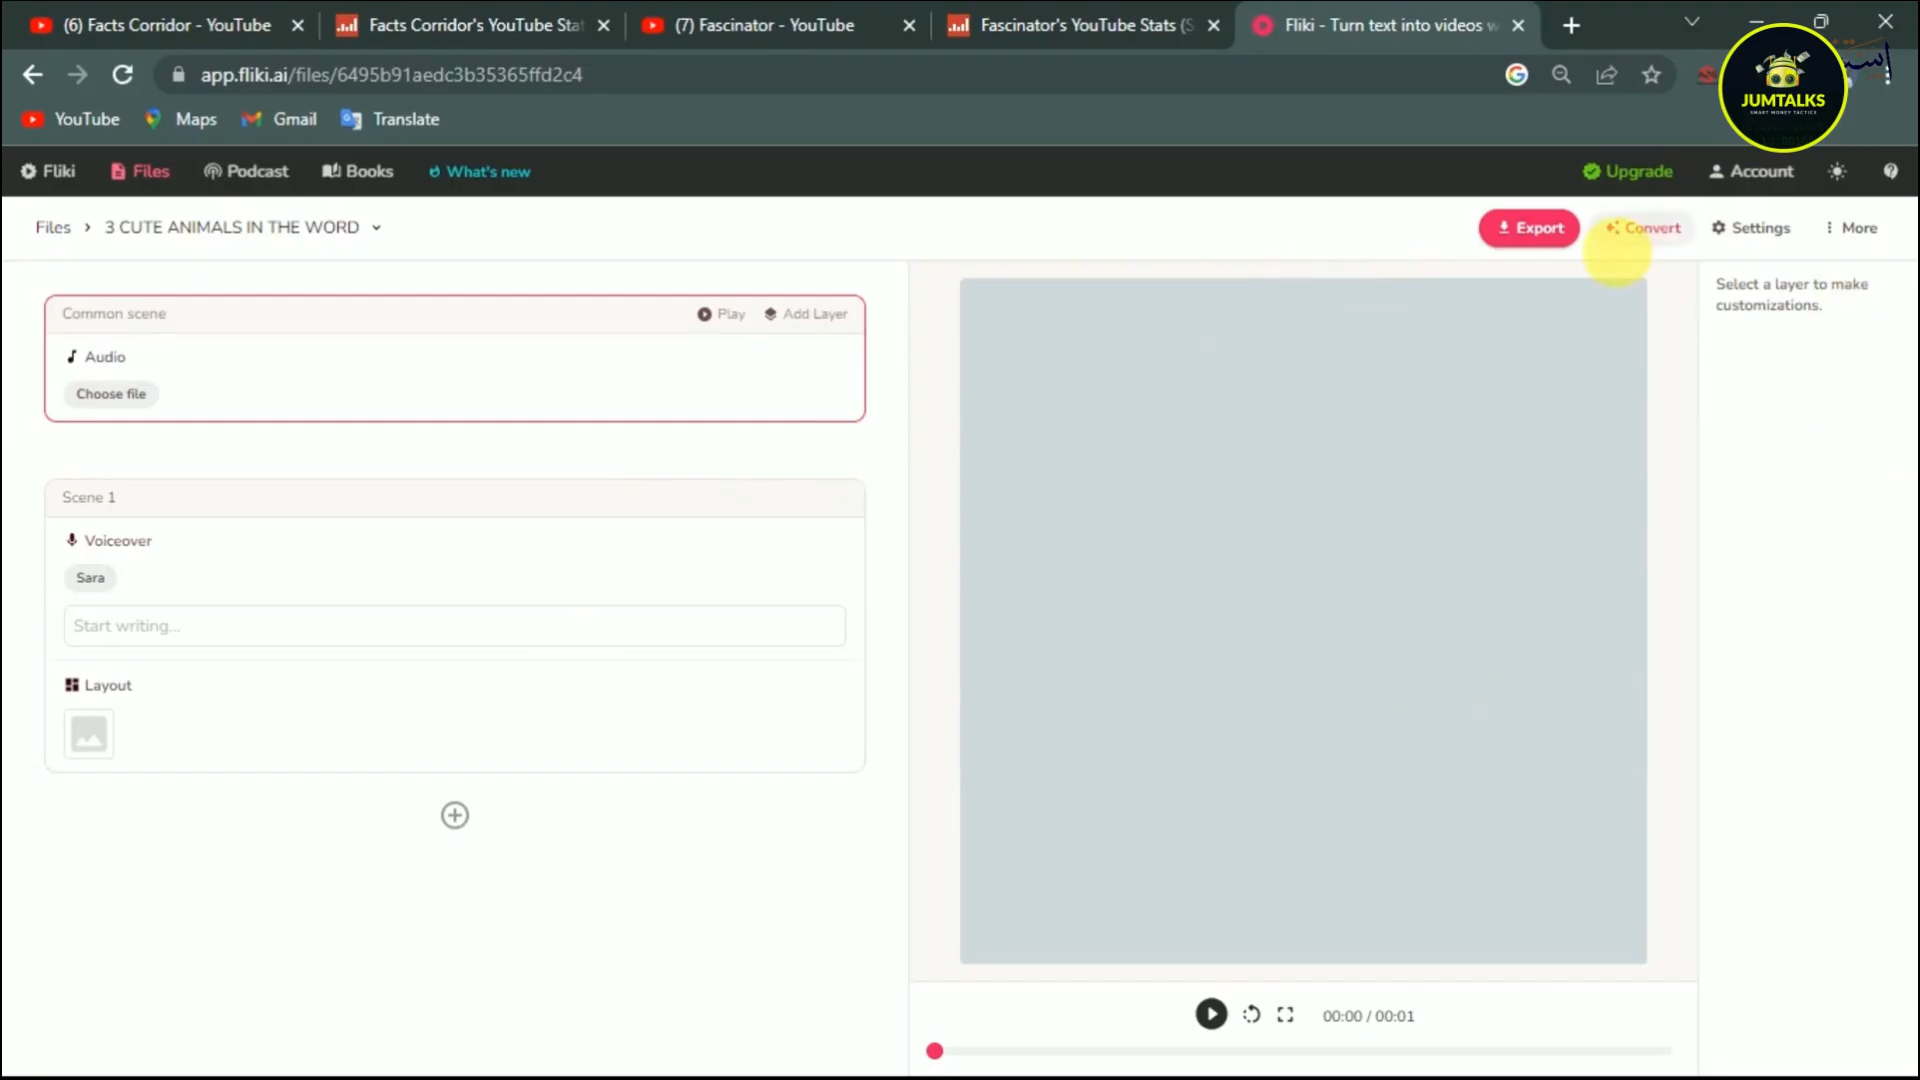 (6) Facts Corridor - YouTube
Facts Corridor's YouTube Stat
(7) Fascinator - YouTube
Fascinator's YouTube Stats (S
Fliki - Turn text into videos w
app.fliki.ai/files/6495b91aedc3b35365ffd2c4
YouTube
Maps
Gmail
Translate
JUMTALKS
SMART MONEY TACTICS
Fliki
Files
Podcast
Books
What's new
Upgrade
Account
Files > 3 CUTE ANIMALS IN THE WORD
Export
Convert
Settings
More
Common scene
Play
Add Layer
Audio
Choose file
Scene 1
Voiceover
Sara
Start writing...
Layout
Select a layer to make
customizations.
00:00 / 00:01